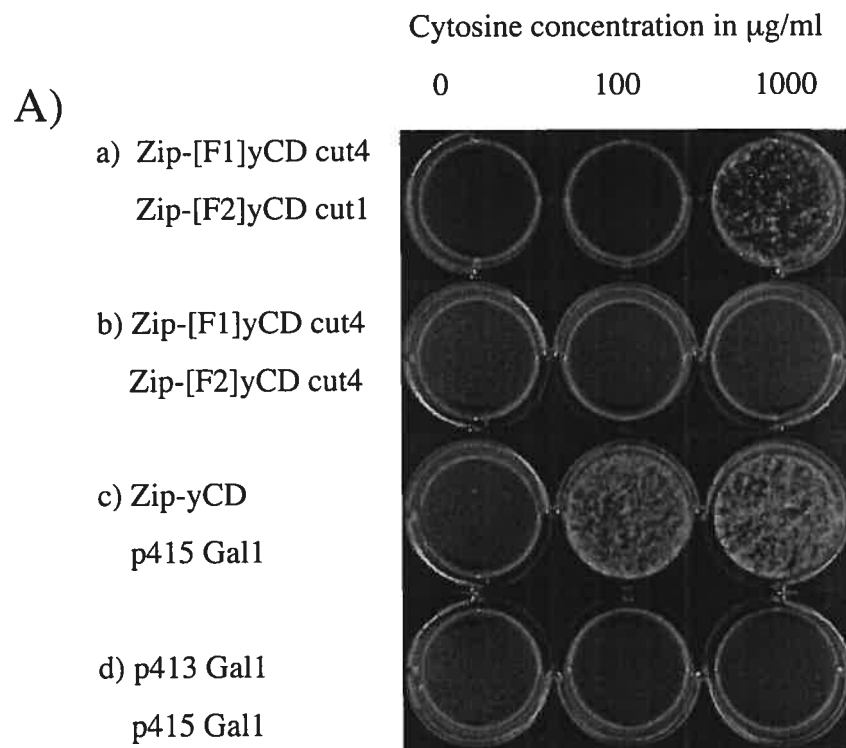 Cytosine concentration in µg/ml
0 100 1000
A)
a) Zip-[F1]yCD cut4
Zip-[F2]yCD cut1
b) Zip-[F1]yCD cut4
Zip-[F2]yCD cut4
c) Zip-yCD
p415 Gal1
d) p413 Gal1
p415 Gal1